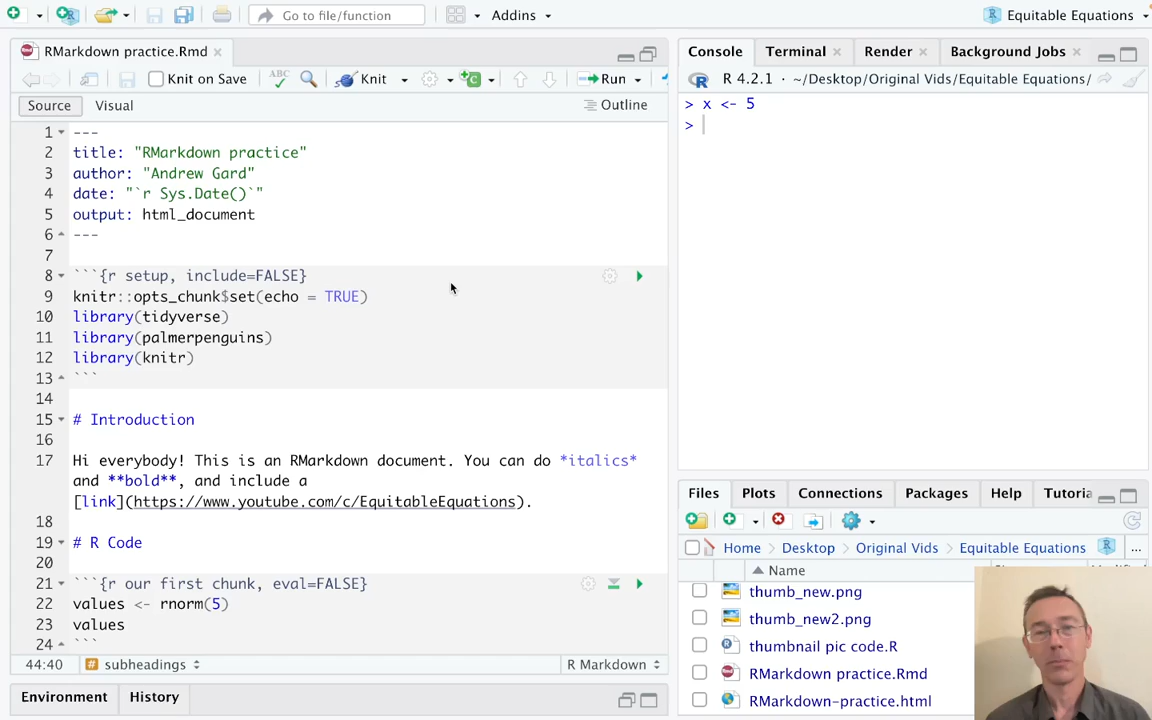 Go to file/function
Addins
Equitable Equations
RMarkdown practice.Rmd
Knit on Save
ABC
Knit
Run
Source
Visual
Outline
1 ---
2 title: "RMarkdown practice"
3 author: "Andrew Gard"
4 date: "`r Sys.Date()`"
5 output: html_document
6 ---
7
8 ```{r setup, include=FALSE}
9 knitr::opts_chunk$set(echo = TRUE)
10 library(tidyverse)
11 library(palmerpenguins)
12 library(knitr)
13 ```
14
15 # Introduction
16
17 Hi everybody! This is an RMarkdown document. You can do *italics*
and **bold**, and include a
[link](https://www.youtube.com/c/EquitableEquations).
18
19 # R Code
20
21 ```{r our first chunk, eval=FALSE}
22 values <- rnorm(5)
23 values
24 ```
44:40
# subheadings
R Markdown
Environment
History
Console
Terminal
Render
Background Jobs
R 4.2.1 · ~/Desktop/Original Vids/Equitable Equations/
> x <- 5
>
Files
Plots
Connections
Packages
Help
Tutoria
Home
Desktop
Original Vids
Equitable Equations
...
Name
thumb_new.png
thumb_new2.png
thumbnail pic code.R
RMarkdown practice.Rmd
RMarkdown-practice.html